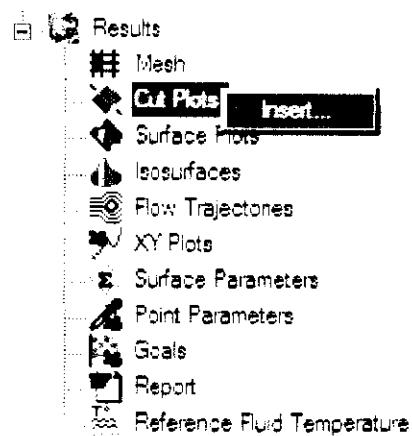 Results
Mesh
Cut Plots
Insert...
Surface Plots
Isosurfaces
Flow Trajectories
XY Plots
Surface Parameters
Point Parameters
Goals
Report
Reference Fluid Temperature